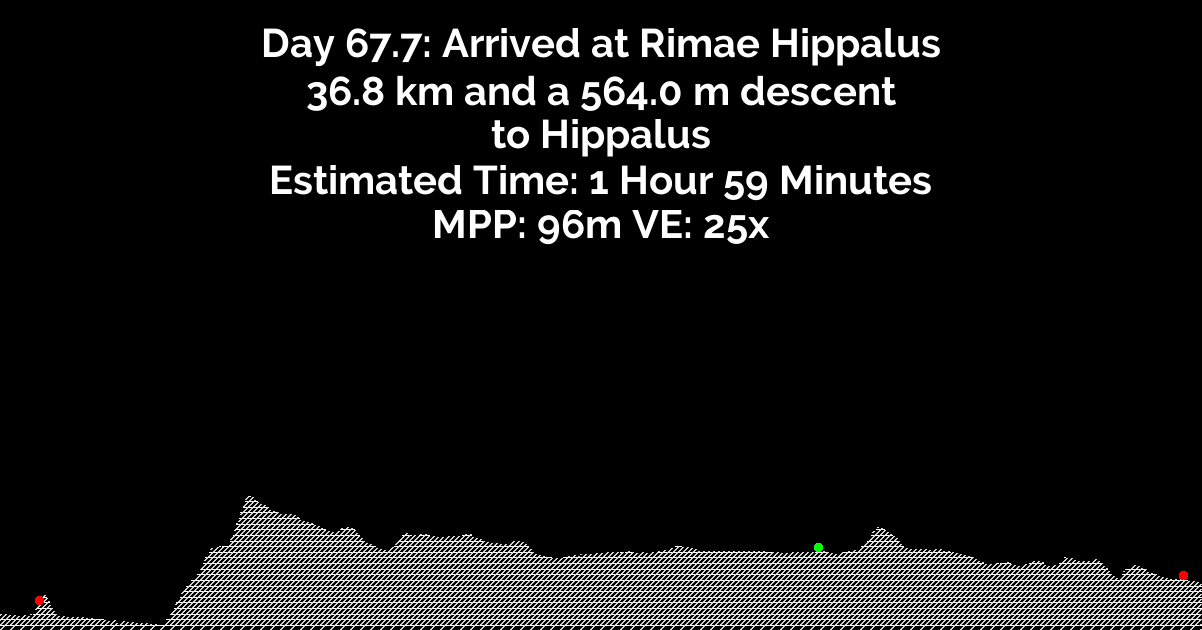 Day 67.7: Arrived at Rimae Hippalus
36.8 km and a 564.0 m descent
to Hippalus
Estimated Time: 1 Hour 59 Minutes
MPP: 96m VE: 25x